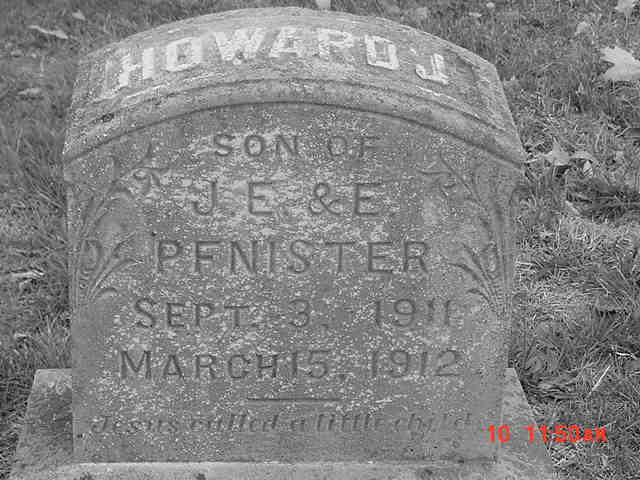 HOWARD J.
SON OF
J. E. & E.
PFNISTER
SEPT. 3, 1911
MARCH 15, 1912
Jesus called a little child
10 11:53AM